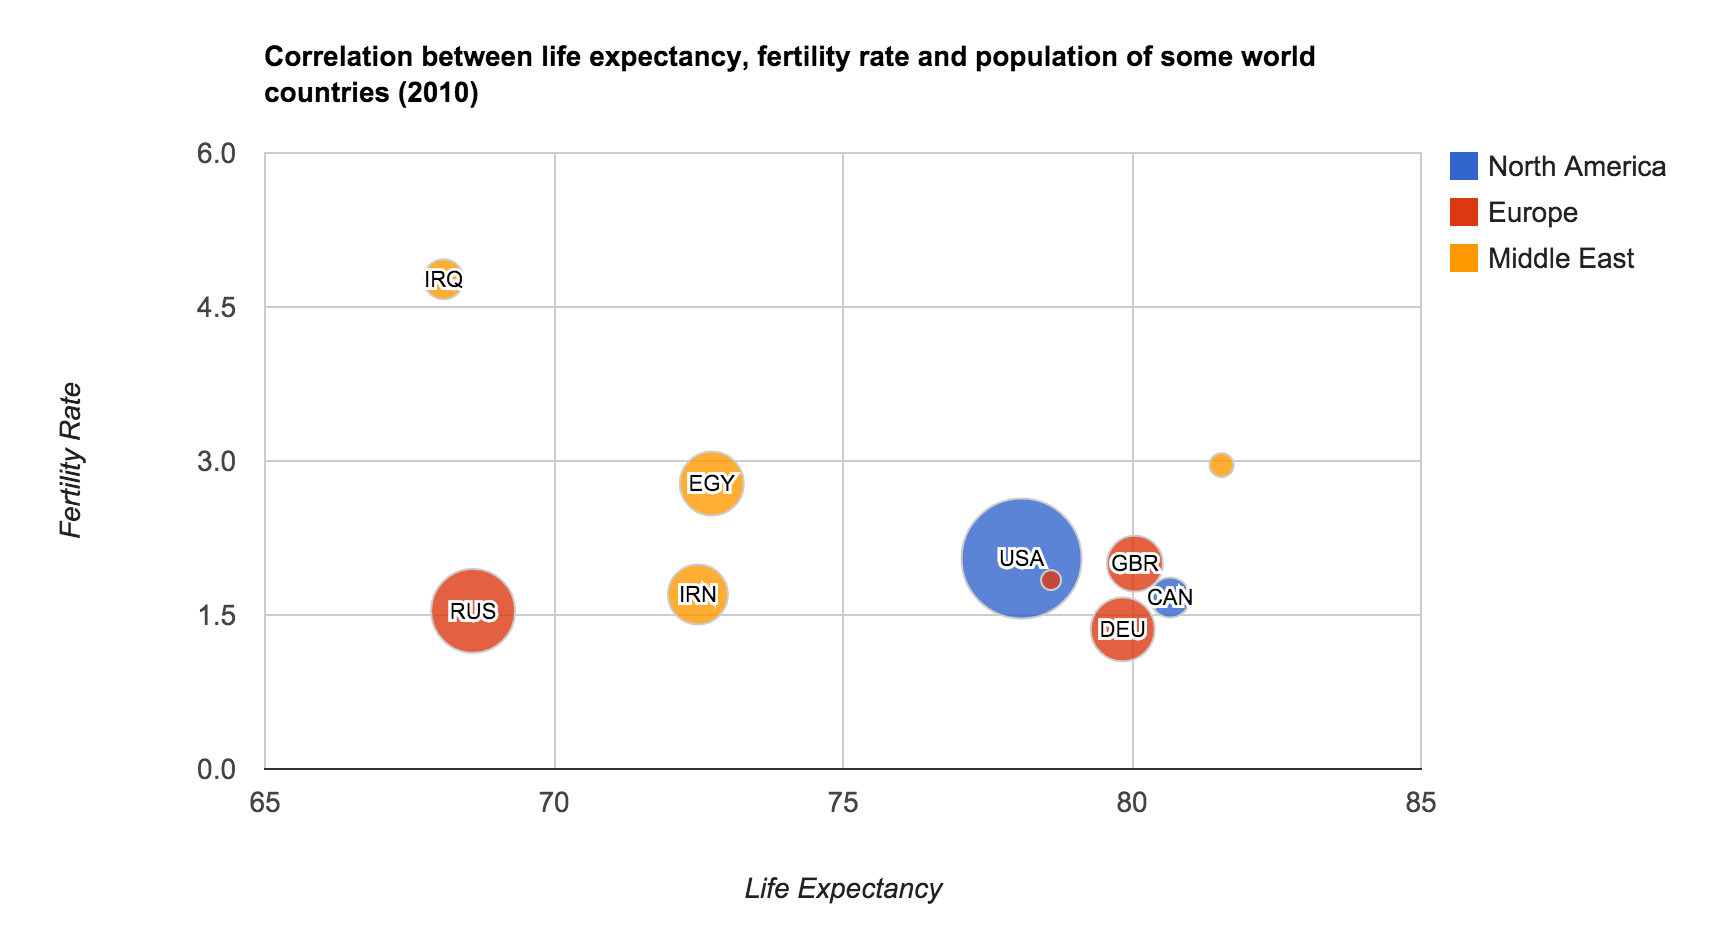 Correlation between life expectancy, fertility rate and population of some world
countries (2010)
6.0
4.5
3.0
1.5
0.0
Fertility Rate
IRQ
EGY
USA
GBR
IRN
CAN
RUS
DEU
65
70
75
80
85
Life Expectancy
North America
Europe
Middle East